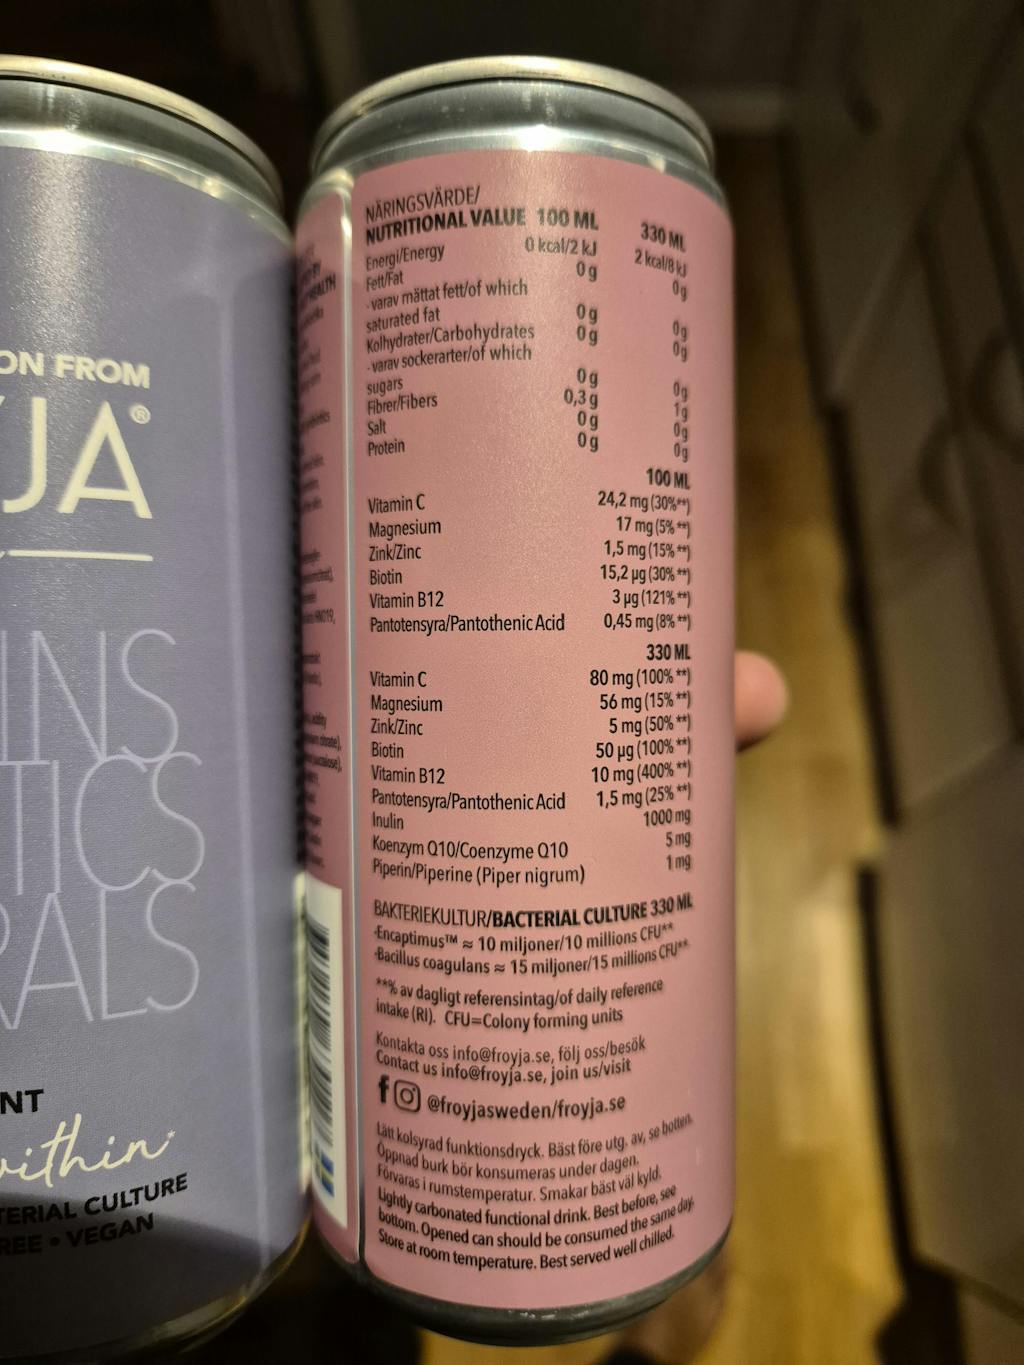 ON FROM
JA®
INS
TICS
RALS
NT
within*
TERIAL CULTURE
REE • VEGAN
NÄRINGSVÄRDE/
NUTRITIONAL VALUE 100 ML 330 ML
Energi/Energy 0 kcal/2 kJ 2 kcal/8 kJ
Fett/Fat 0 g 0g
- varav mättat fett/of which
saturated fat 0 g 0g
Kolhydrater/Carbohydrates 0 g 0g
- varav sockerarter/of which
sugars 0 g 0g
Fibrer/Fibers 0,3 g 1g
Salt 0 g 0g
Protein 0 g 0g
100 ML
Vitamin C 24,2 mg (30%**)
Magnesium 17 mg (5% **)
Zink/Zinc 1,5 mg (15% **)
Biotin 15,2 µg (30% **)
Vitamin B12 3 µg (121% **)
Pantotensyra/Pantothenic Acid 0,45 mg (8% **)
330 ML
Vitamin C 80 mg (100% **)
Magnesium 56 mg (15% **)
Zink/Zinc 5 mg (50% **)
Biotin 50 µg (100% **)
Vitamin B12 10 mg (400% **)
Pantotensyra/Pantothenic Acid 1,5 mg (25% **)
Inulin 1000 mg
Koenzym Q10/Coenzyme Q10 5 mg
Piperin/Piperine (Piper nigrum) 1 mg
BAKTERIEKULTUR/BACTERIAL CULTURE 330 ML
-Encaptimus™ ≈ 10 miljoner/10 millions CFU**
-Bacillus coagulans ≈ 15 miljoner/15 millions CFU**
**% av dagligt referensintag/of daily reference
intake (RI). CFU=Colony forming units
Kontakta oss info@froyja.se, följ oss/besök
Contact us info@froyja.se, join us/visit
f @froyjasweden/froyja.se
Lätt kolsyrad funktionsdryck. Bäst före utg. av, se botten.
Öppnad burk bör konsumeras under dagen.
Förvaras i rumstemperatur. Smakar bäst väl kyld.
Lightly carbonated functional drink. Best before, see
bottom. Opened can should be consumed the same day.
Store at room temperature. Best served well chilled.